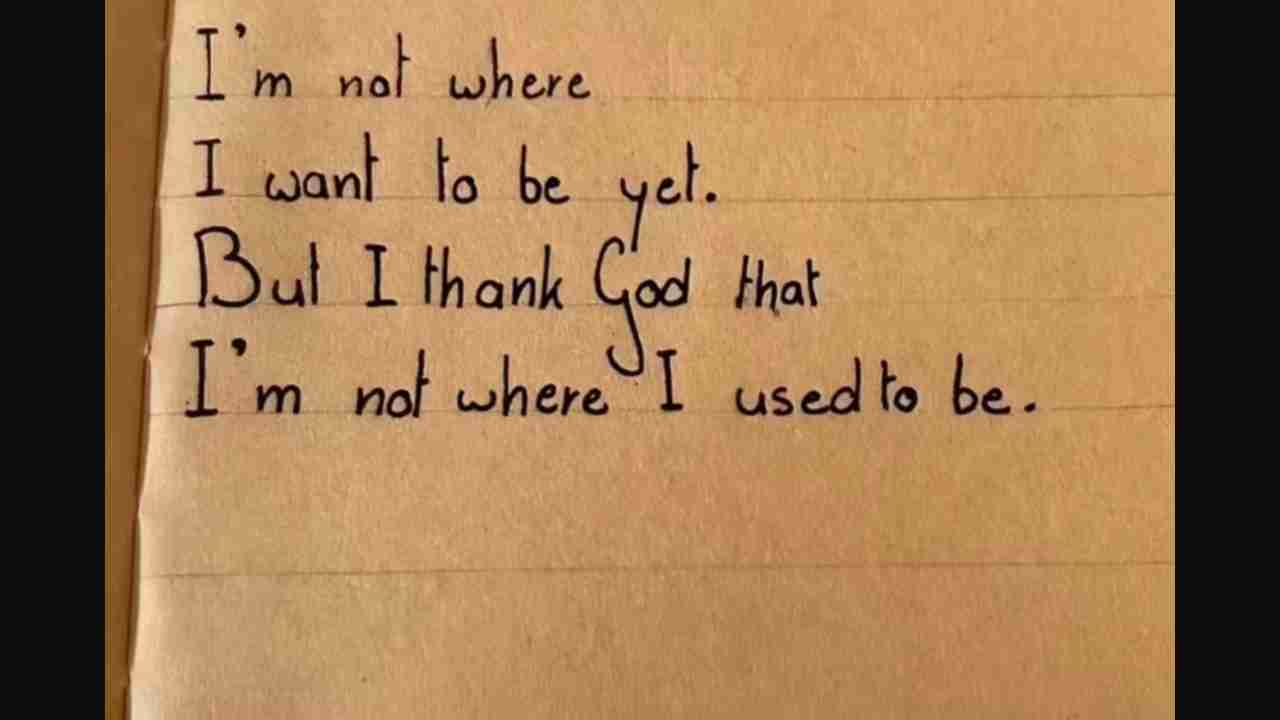 I'm not where
I want to be yet.
But I thank God that
I'm not where I used to be.